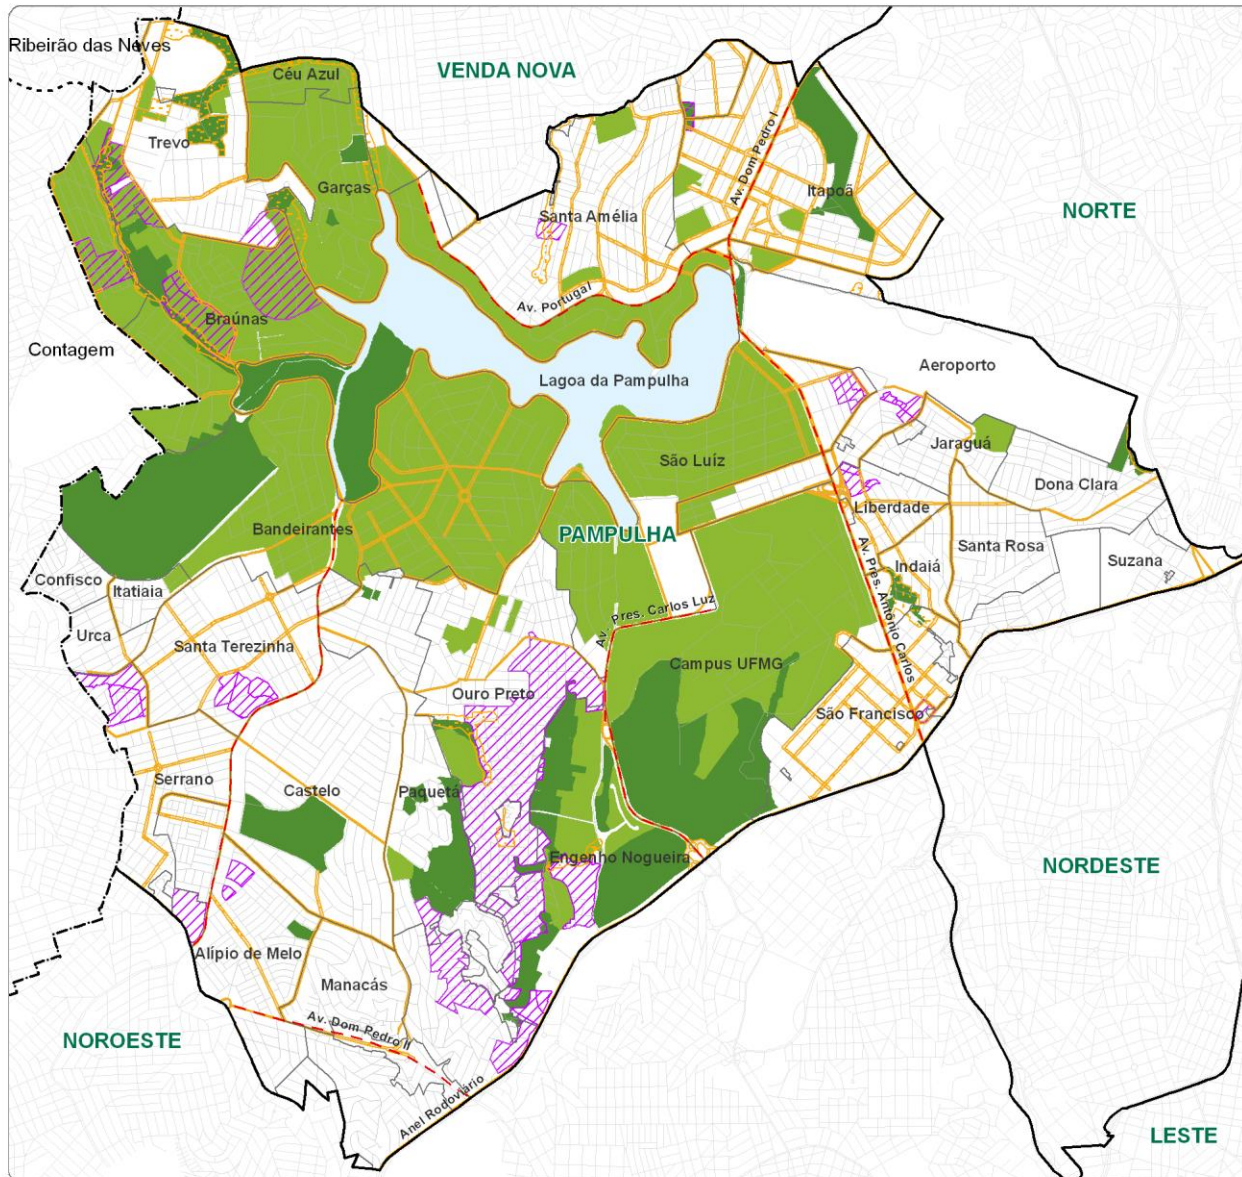 Ribeirão das Neves
Céu Azul
VENDA NOVA
Trevo
Garças
Santa Amélia
Av. Dom Pedro I
Itapoã
NORTE
Av. Portugal
Braúnas
Contagem
Lagoa da Pampulha
Aeroporto
São Luíz
Jaraguá
Dona Clara
Bandeirantes
PAMPULHA
Liberdade
Santa Rosa
Suzana
Indaiá
Confisco
Itatiaia
Urca
Santa Terezinha
Av. Pres. Carlos Luz
Av. Pres. Antônio Carlos
Campus UFMG
Ouro Preto
São Francisco
Serrano
Castelo
Paquetá
Engenho Nogueira
NORDESTE
Alípio de Melo
Manacás
Av. Dom Pedro II
NOROESTE
Anel Rodoviário
LESTE